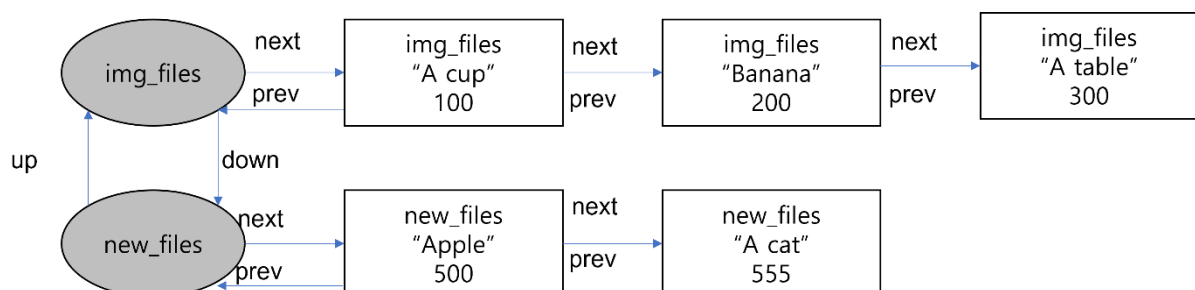 img_files
next
prev
img_files
“A cup”
100
next
prev
img_files
“Banana”
200
next
prev
img_files
“A table”
300
up
down
new_files
next
prev
new_files
“Apple”
500
next
prev
new_files
“A cat”
555